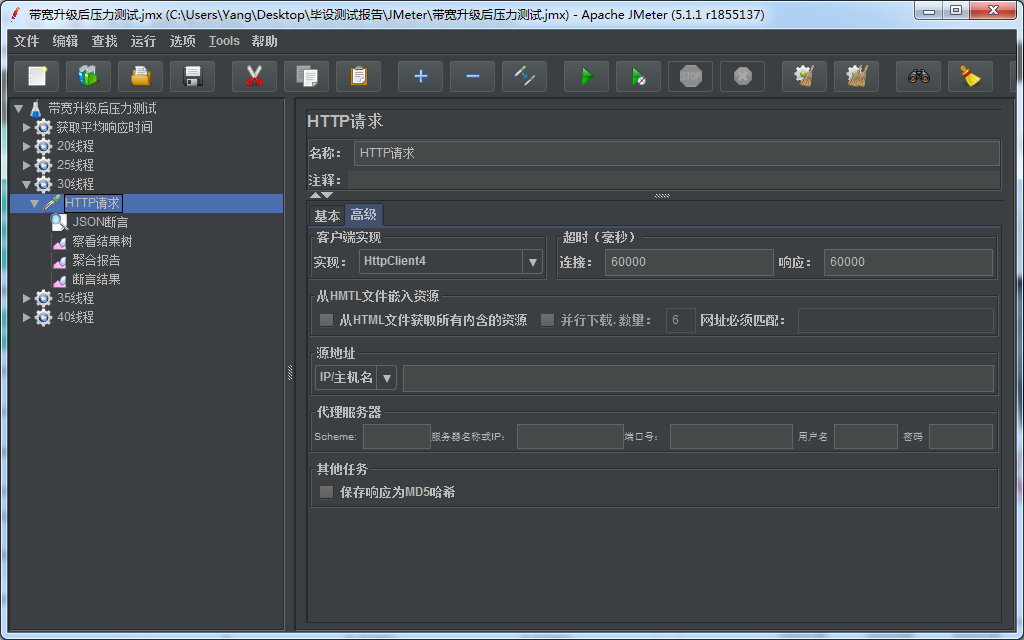 带宽升级后压力测试.jmx (C:\Users\Yang\Desktop\毕设测试报告\JMeter\带宽升级后压力测试.jmx) - Apache JMeter (5.1.1 r1855137)
文件 编辑 查找 运行 选项 Tools 帮助
STOP
带宽升级后压力测试
获取平均响应时间
20线程
25线程
30线程
HTTP请求
JSON断言
察看结果树
聚合报告
断言结果
35线程
40线程
HTTP请求
名称： HTTP请求
注释：
基本 高级
客户端实现
实现： HttpClient4
超时（毫秒）
连接： 60000 响应： 60000
从HMTL文件嵌入资源
从HTML文件获取所有内含的资源 并行下载.数量： 6 网址必须匹配：
源地址
IP/主机名
代理服务器
Scheme: 服务器名称或IP： 端口号： 用户名 密码
其他任务
保存响应为MD5哈希